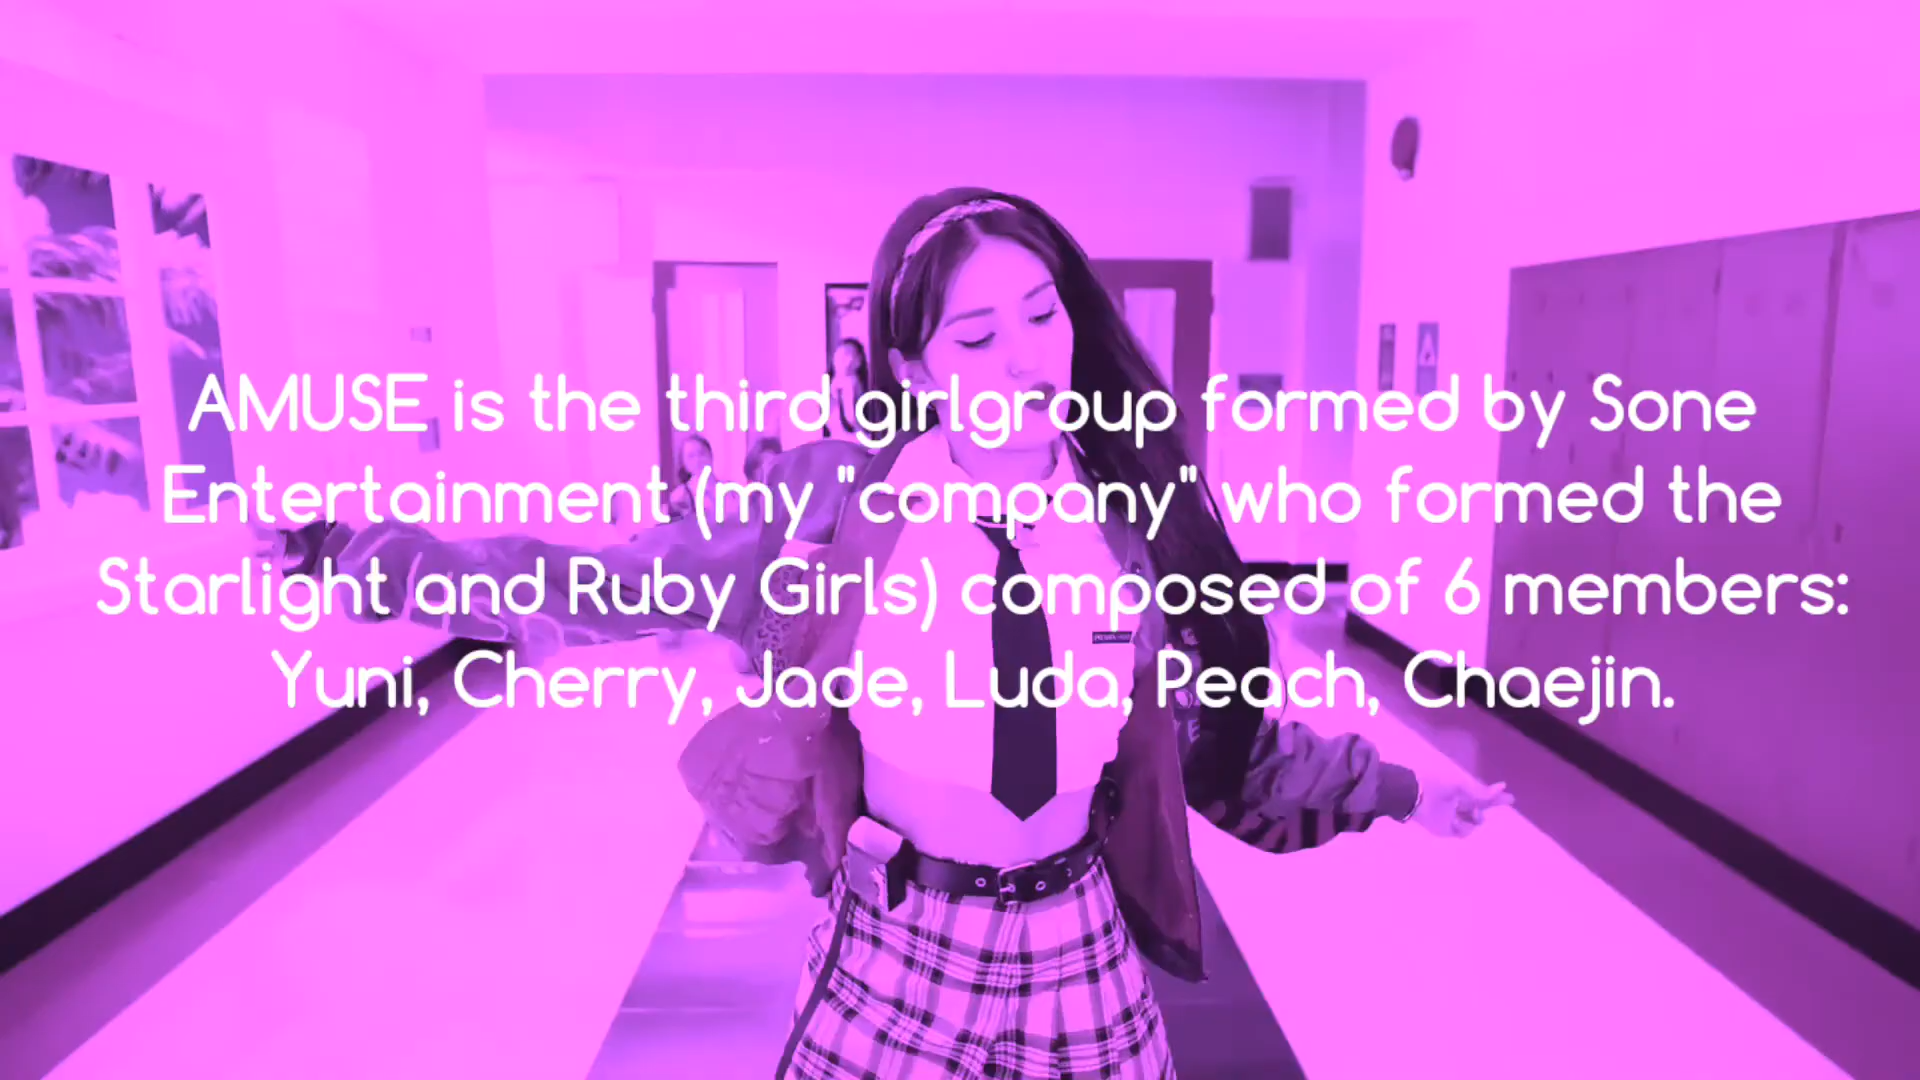 AMUSE is the third girlgroup formed by Sone
Entertainment (my "company" who formed the
Starlight and Ruby Girls) composed of 6 members:
Yuni, Cherry, Jade, Luda, Peach, Chaejin.